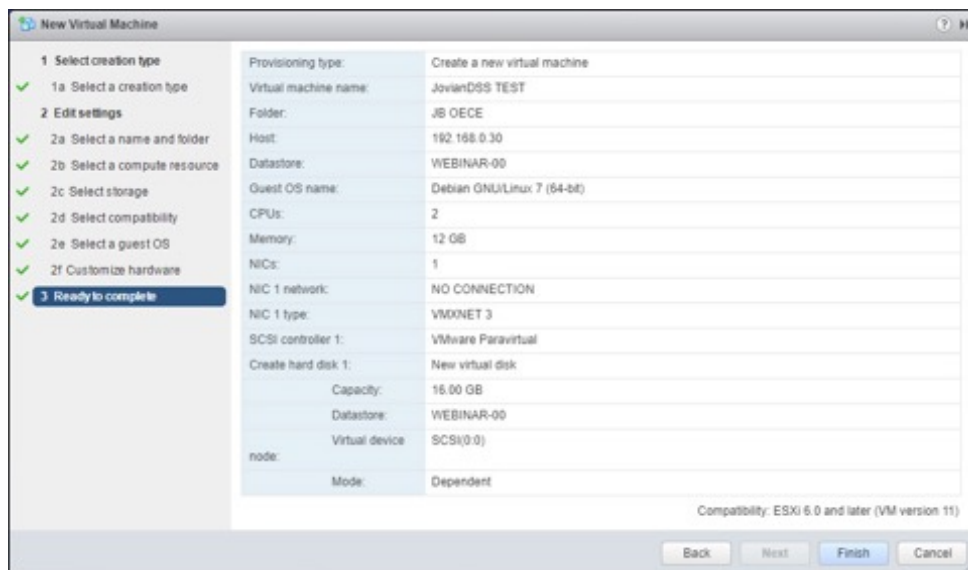 New Virtual Machine
1 Select creation type
1a Select a creation type
2 Edit settings
2a Select a name and folder
2b Select a compute resource
2c Select storage
2d Select compatibility
2e Select a guest OS
2f Customize hardware
3 Ready to complete
Provisioning type: Create a new virtual machine
Virtual machine name: JovianDSS TEST
Folder: JB OECE
Host: 192.168.0.30
Datastore: WEBINAR-00
Guest OS name: Debian GNU/Linux 7 (64-bit)
CPUs: 2
Memory: 12 GB
NICs: 1
NIC 1 network: NO CONNECTION
NIC 1 type: VMXNET 3
SCSI controller 1: VMware Paravirtual
Create hard disk 1: New virtual disk
Capacity: 16.00 GB
Datastore: WEBINAR-00
Virtual device node: SCSI(0:0)
Mode: Dependent
Compatibility: ESXi 6.0 and later (VM version 11)
Back Next Finish Cancel